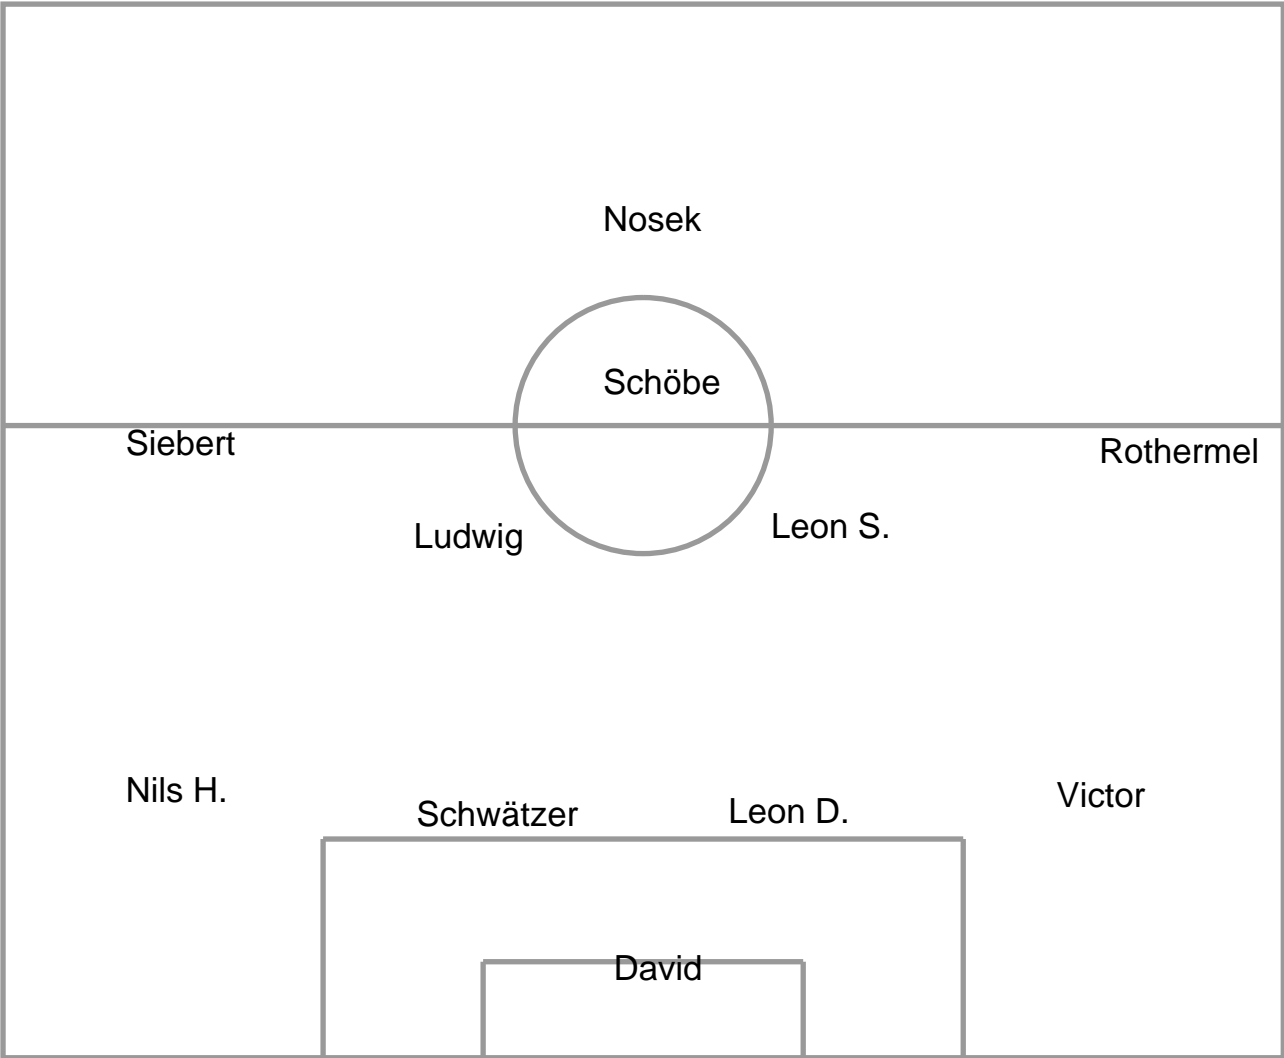 Nosek
Schöbe
Siebert
Rothermel
Ludwig
Leon S.
Nils H.
Schwätzer
Leon D.
Victor
David